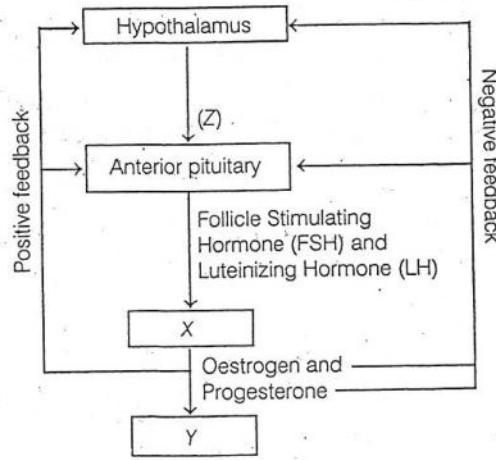 Hypothalamus
(Z)
Anterior pituitary
Follicle Stimulating
Hormone (FSH) and
Luteinizing Hormone (LH)
X
Oestrogen and
Progesterone
Y
Positive feedback
Negative feedback